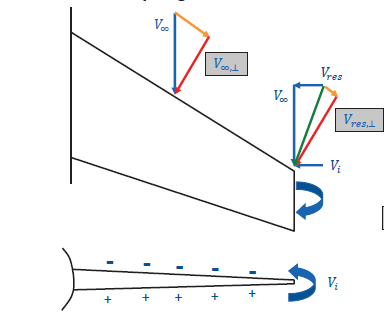 V∞
V∞,⊥
Vres
V∞
Vres,⊥
Vi
- - - - -
+ + + + +
Vi